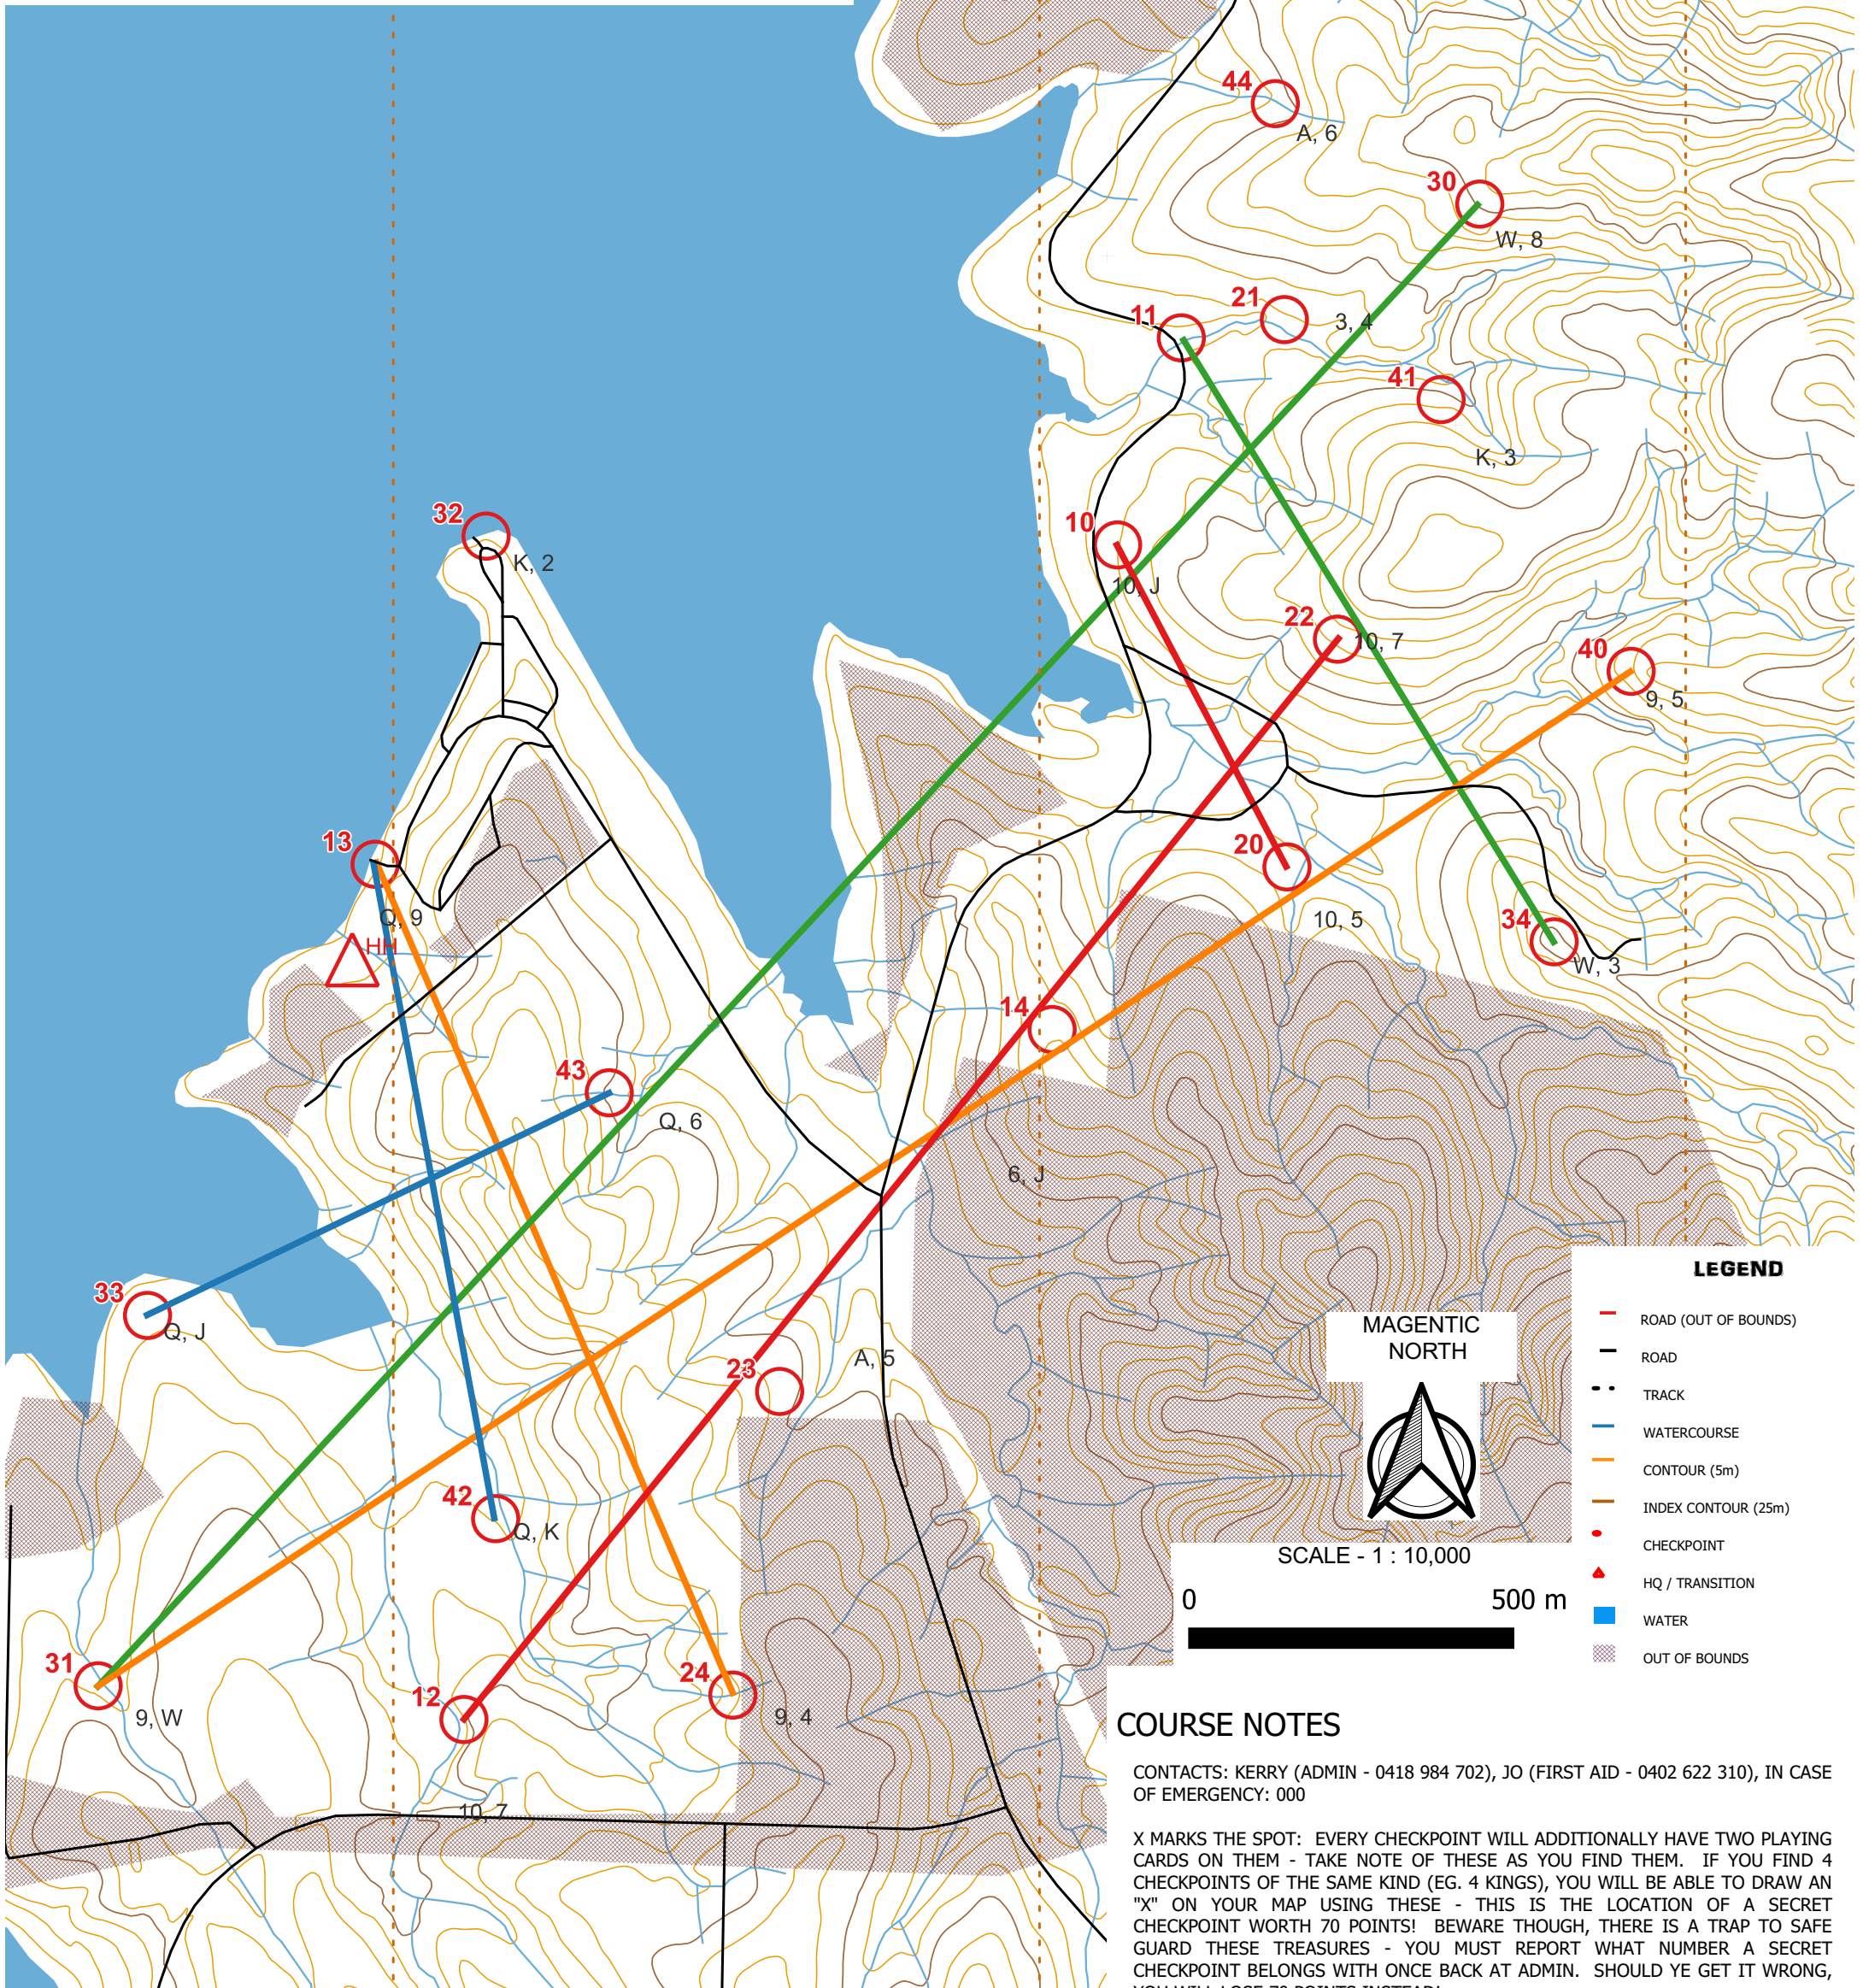 44
A, 6
30
W, 8
21
3, 4
11
41
K, 3
32
K, 2
10
10, J
22
10, 7
40
9, 5
13
Q, 9
HH
20
10, 5
34
W, 3
14
43
Q, 6
6, J
33
Q, J
23
A, 5
42
Q, K
31
9, W
12
10, 7
24
9, 4
MAGENTIC
NORTH
SCALE - 1 : 10,000
0 500 m
LEGEND
ROAD (OUT OF BOUNDS)
ROAD
TRACK
WATERCOURSE
CONTOUR (5m)
INDEX CONTOUR (25m)
CHECKPOINT
HQ / TRANSITION
WATER
OUT OF BOUNDS
COURSE NOTES
CONTACTS: KERRY (ADMIN - 0418 984 702), JO (FIRST AID - 0402 622 310), IN CASE
OF EMERGENCY: 000
X MARKS THE SPOT: EVERY CHECKPOINT WILL ADDITIONALLY HAVE TWO PLAYING
CARDS ON THEM - TAKE NOTE OF THESE AS YOU FIND THEM. IF YOU FIND 4
CHECKPOINTS OF THE SAME KIND (EG. 4 KINGS), YOU WILL BE ABLE TO DRAW AN
"X" ON YOUR MAP USING THESE - THIS IS THE LOCATION OF A SECRET
CHECKPOINT WORTH 70 POINTS! BEWARE THOUGH, THERE IS A TRAP TO SAFE
GUARD THESE TREASURES - YOU MUST REPORT WHAT NUMBER A SECRET
CHECKPOINT BELONGS WITH ONCE BACK AT ADMIN. SHOULD YE GET IT WRONG,
YOU WILL LOSE 70 POINTS INSTEAD!